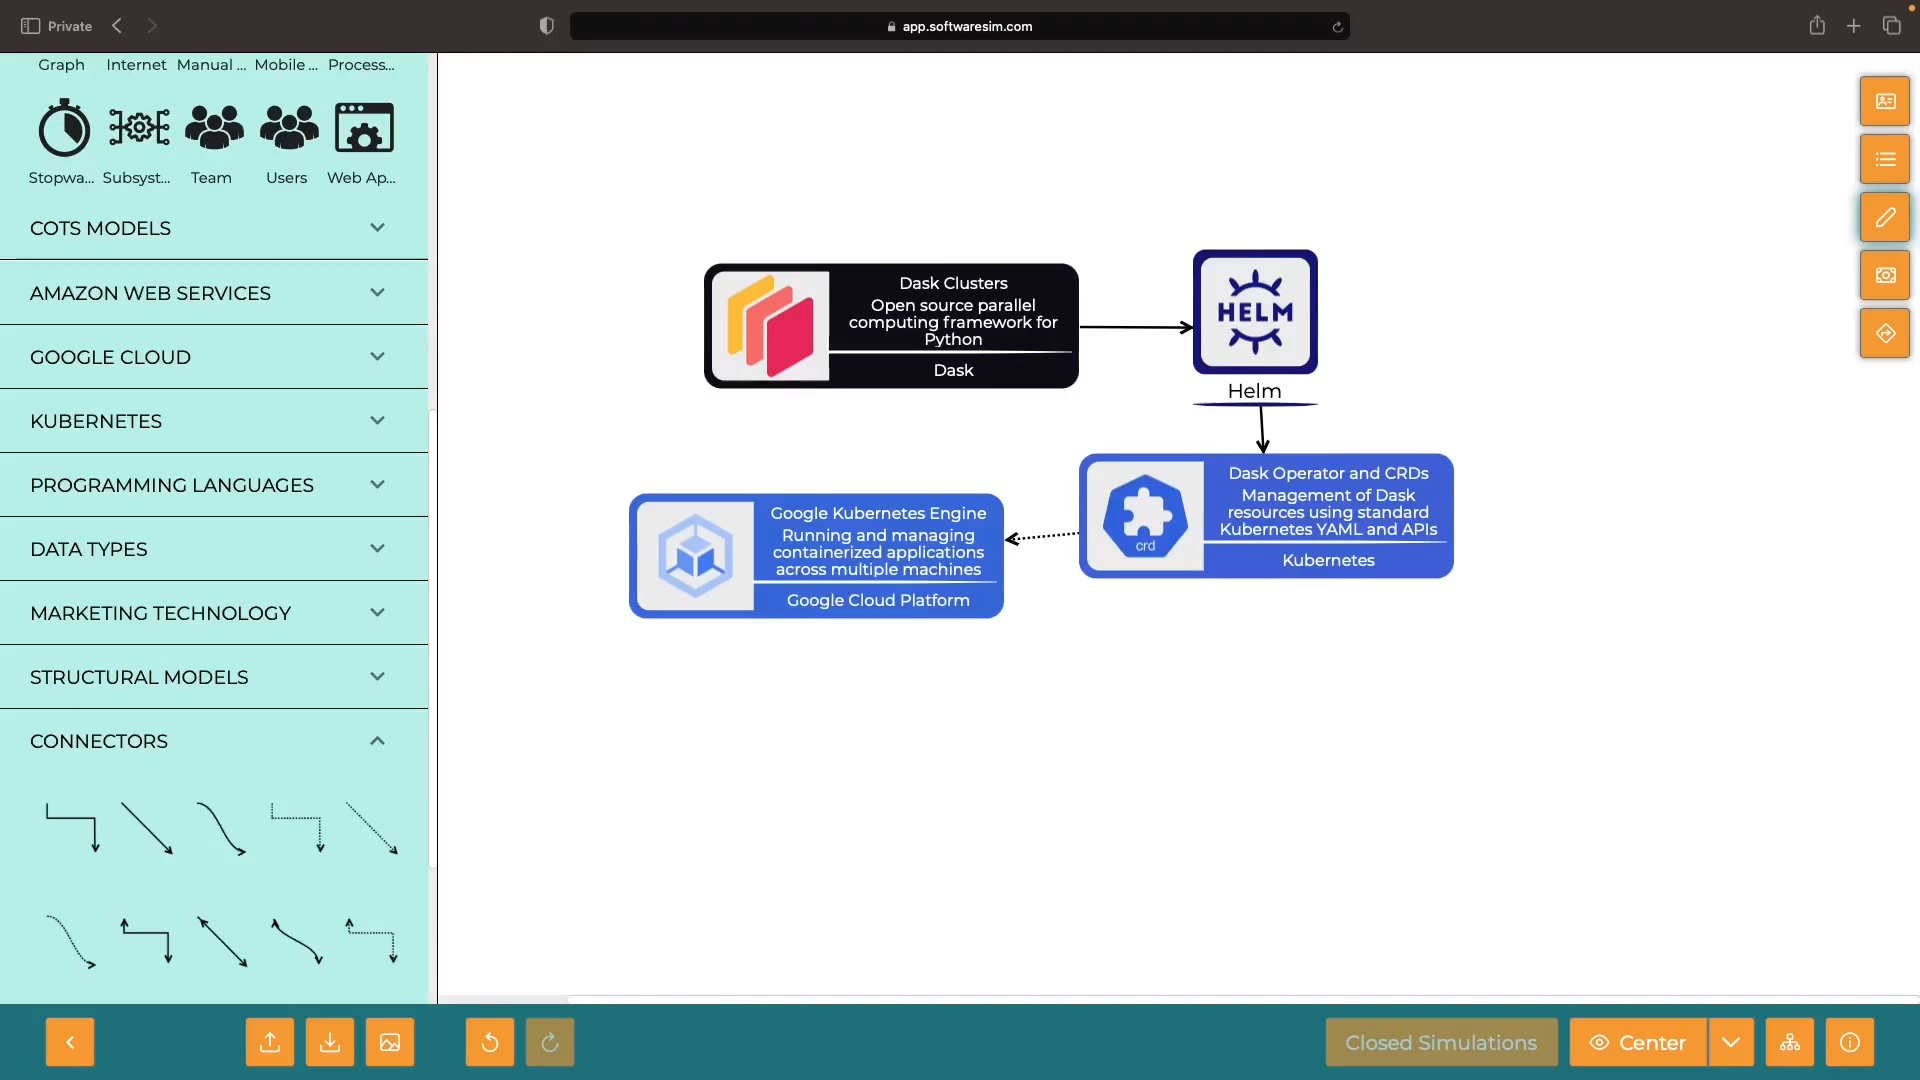 Private
app.softwaresim.com
Graph Internet Manual ... Mobile ... Process...
Stopwa... Subsyst... Team Users Web Ap...
COTS MODELS
AMAZON WEB SERVICES
GOOGLE CLOUD
KUBERNETES
PROGRAMMING LANGUAGES
DATA TYPES
MARKETING TECHNOLOGY
STRUCTURAL MODELS
CONNECTORS
Dask Clusters
Open source parallel
computing framework for
Python
Dask
HELM
Helm
Dask Operator and CRDs
Management of Dask
resources using standard
Kubernetes YAML and APIs
Kubernetes
crd
Google Kubernetes Engine
Running and managing
containerized applications
across multiple machines
Google Cloud Platform
Closed Simulations
Center